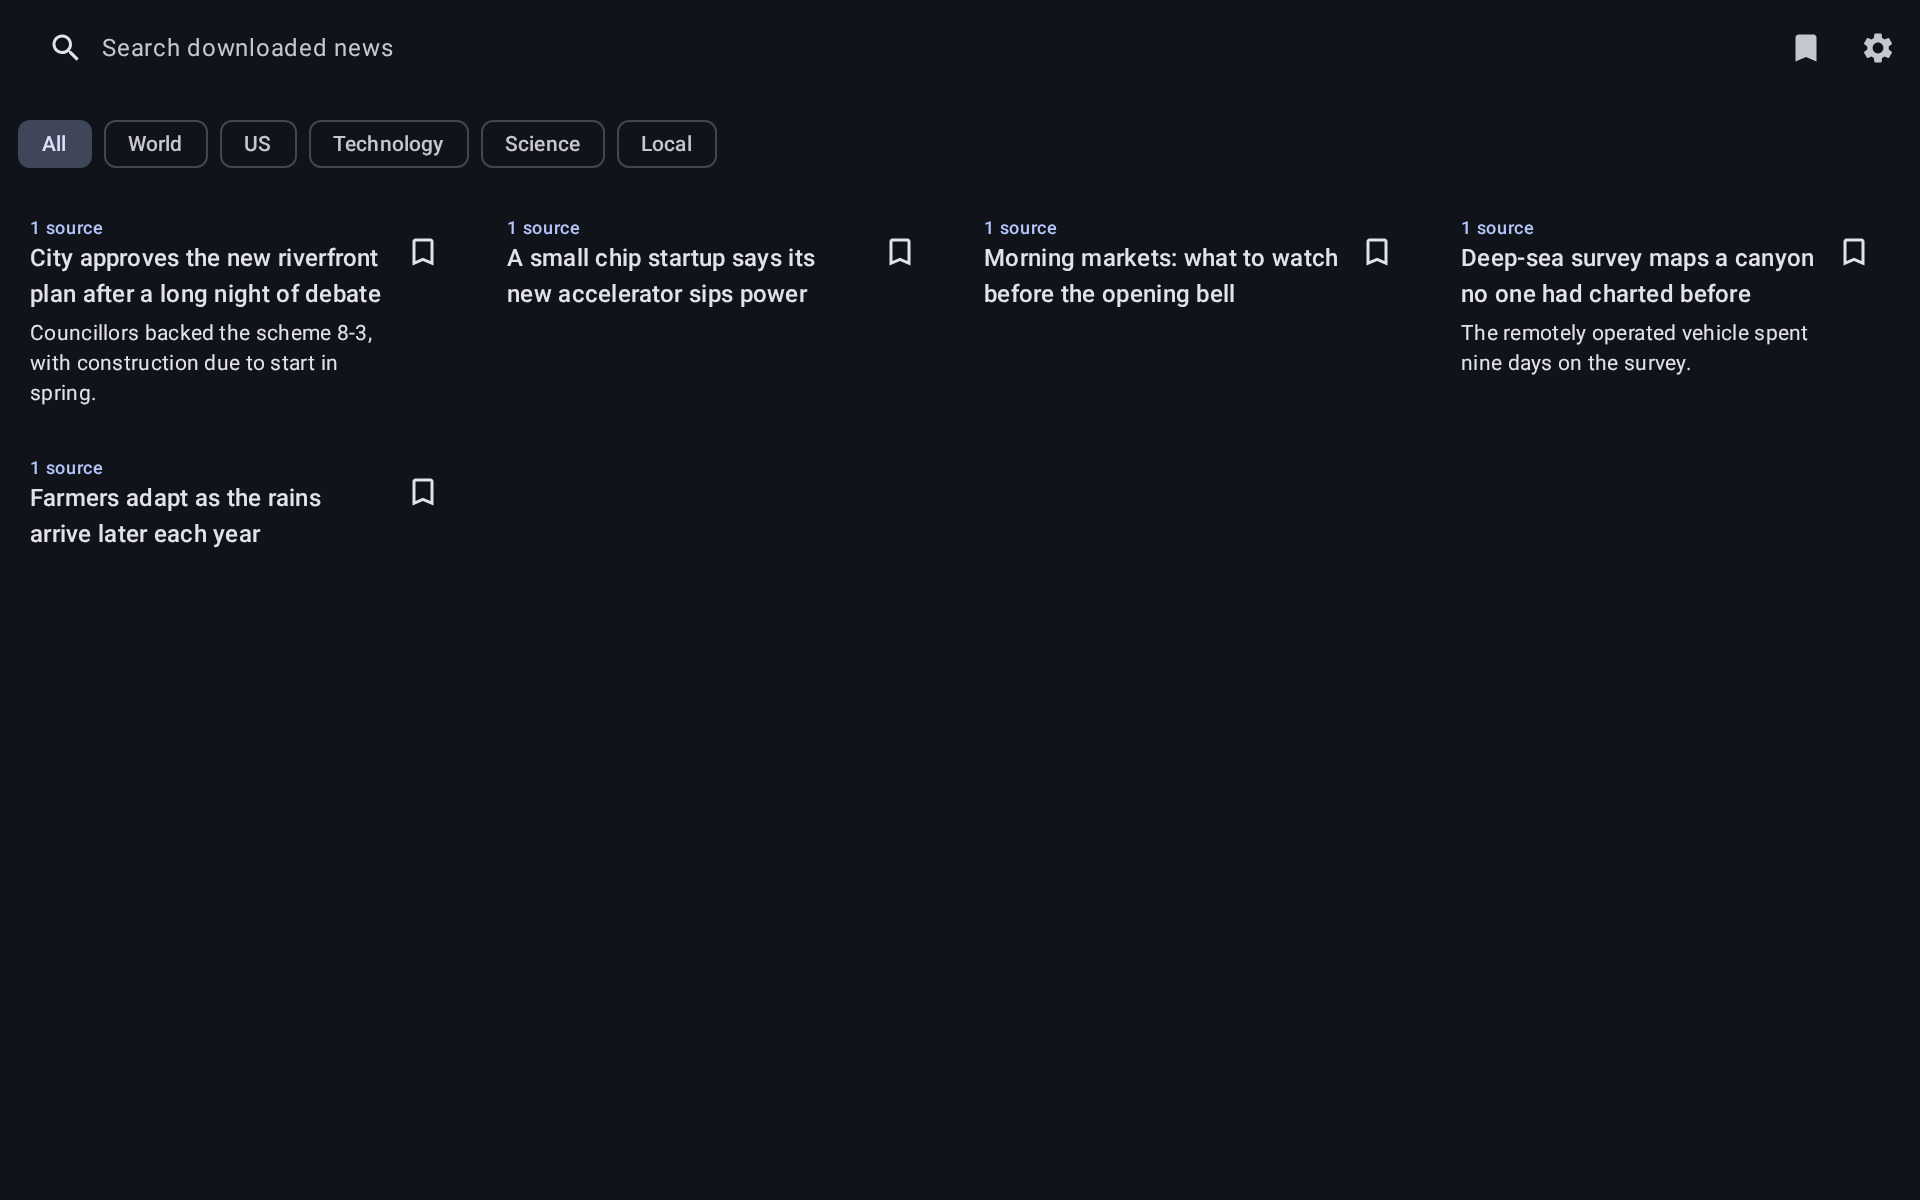 Search downloaded news
All
World
US
Technology
Science
Local
1 source
City approves the new riverfront
plan after a long night of debate
Councillors backed the scheme 8-3,
with construction due to start in
spring.
1 source
A small chip startup says its
new accelerator sips power
1 source
Morning markets: what to watch
before the opening bell
1 source
Deep-sea survey maps a canyon
no one had charted before
The remotely operated vehicle spent
nine days on the survey.
1 source
Farmers adapt as the rains
arrive later each year